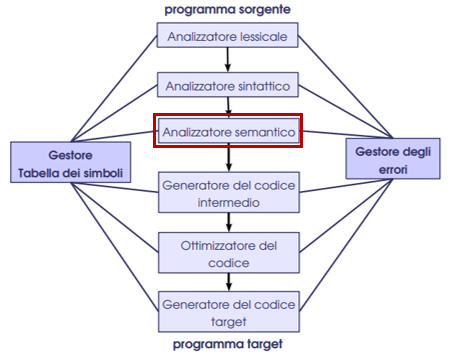 programma sorgente
Analizzatore lessicale
Analizzatore sintattico
Analizzatore semantico
Gestore
Tabella dei simboli
Gestore degli
errori
Generatore del codice
intermedio
Ottimizzatore del
codice
Generatore del codice
target
programma target